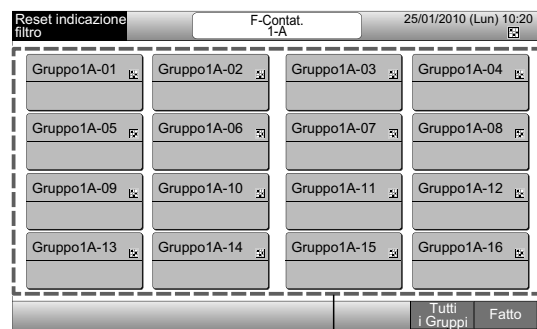 Reset indicazione
filtro
F-Contat.
1-A
25/01/2010 (Lun) 10:20
Gruppo1A-01
Gruppo1A-02
Gruppo1A-03
Gruppo1A-04
Gruppo1A-05
Gruppo1A-06
Gruppo1A-07
Gruppo1A-08
Gruppo1A-09
Gruppo1A-10
Gruppo1A-11
Gruppo1A-12
Gruppo1A-13
Gruppo1A-14
Gruppo1A-15
Gruppo1A-16
Tutti
i Gruppi
Fatto